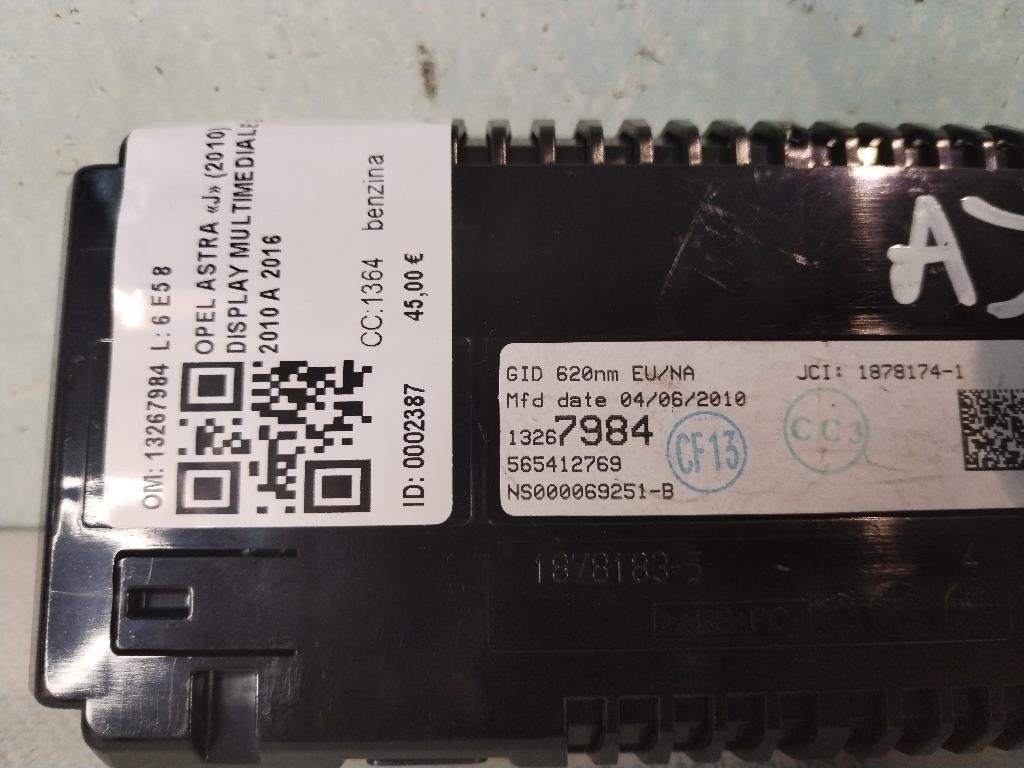 OM: 13267984 L: 6 E5 8
OPEL ASTRA «J» (2010)
DISPLAY MULTIMEDIALE
2010 A 2016
CC:1364 benzina
ID: 0002387 45,00 €
AJ
GID 620nm EU/NA JCI: 1878174-1
Mfd date 04/06/2010
13267984
565412769
NS000069251-B
CF13
CC3
1878183-5